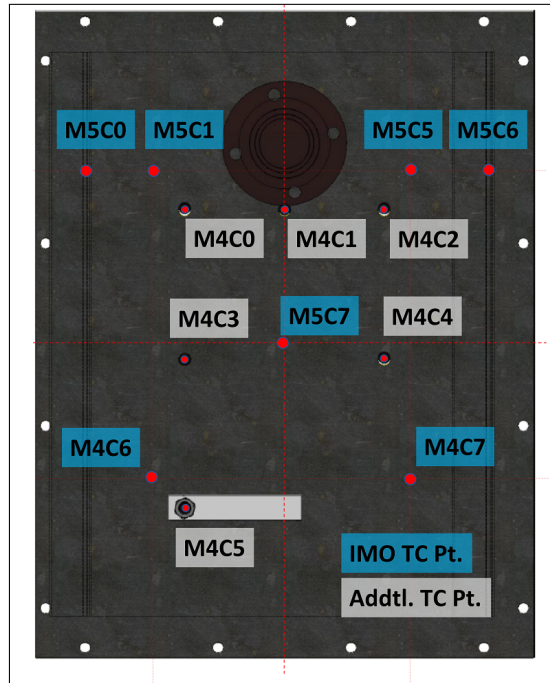 M5C0
M5C1
M5C5
M5C6
M4C0
M4C1
M4C2
M4C3
M5C7
M4C4
M4C6
M4C7
M4C5
IMO TC Pt.
Addtl. TC Pt.